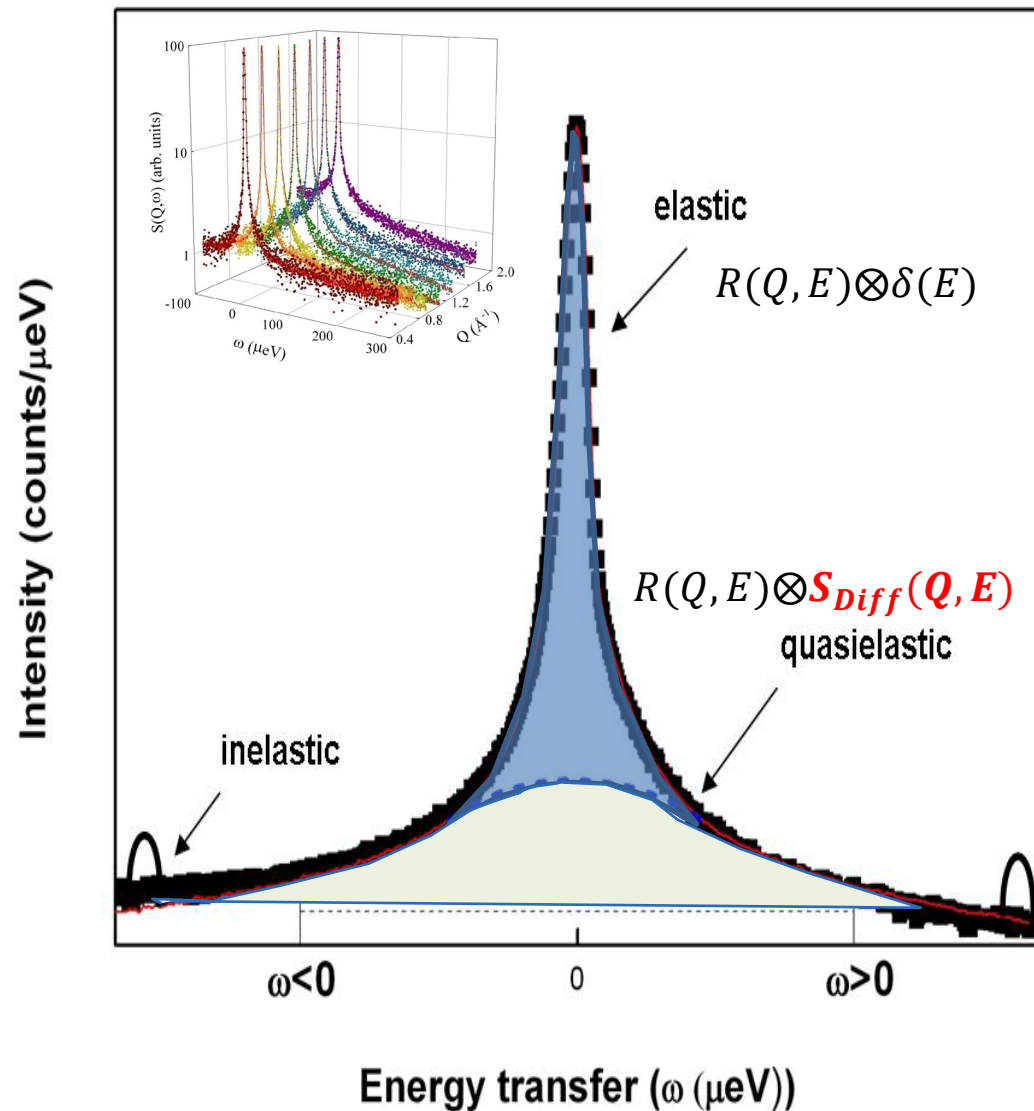 100
10
1
S(Q,ω) (arb. units)
-100
0
100
200
300
ω (μeV)
0.4
0.8
1.2
1.6
2.0
Q (Å⁻¹)
elastic
R(Q, E)⊗δ(E)
R(Q, E)⊗S_Diff(Q, E)
quasielastic
inelastic
Intensity (counts/μeV)
ω<0
0
ω>0
Energy transfer (ω (μeV))